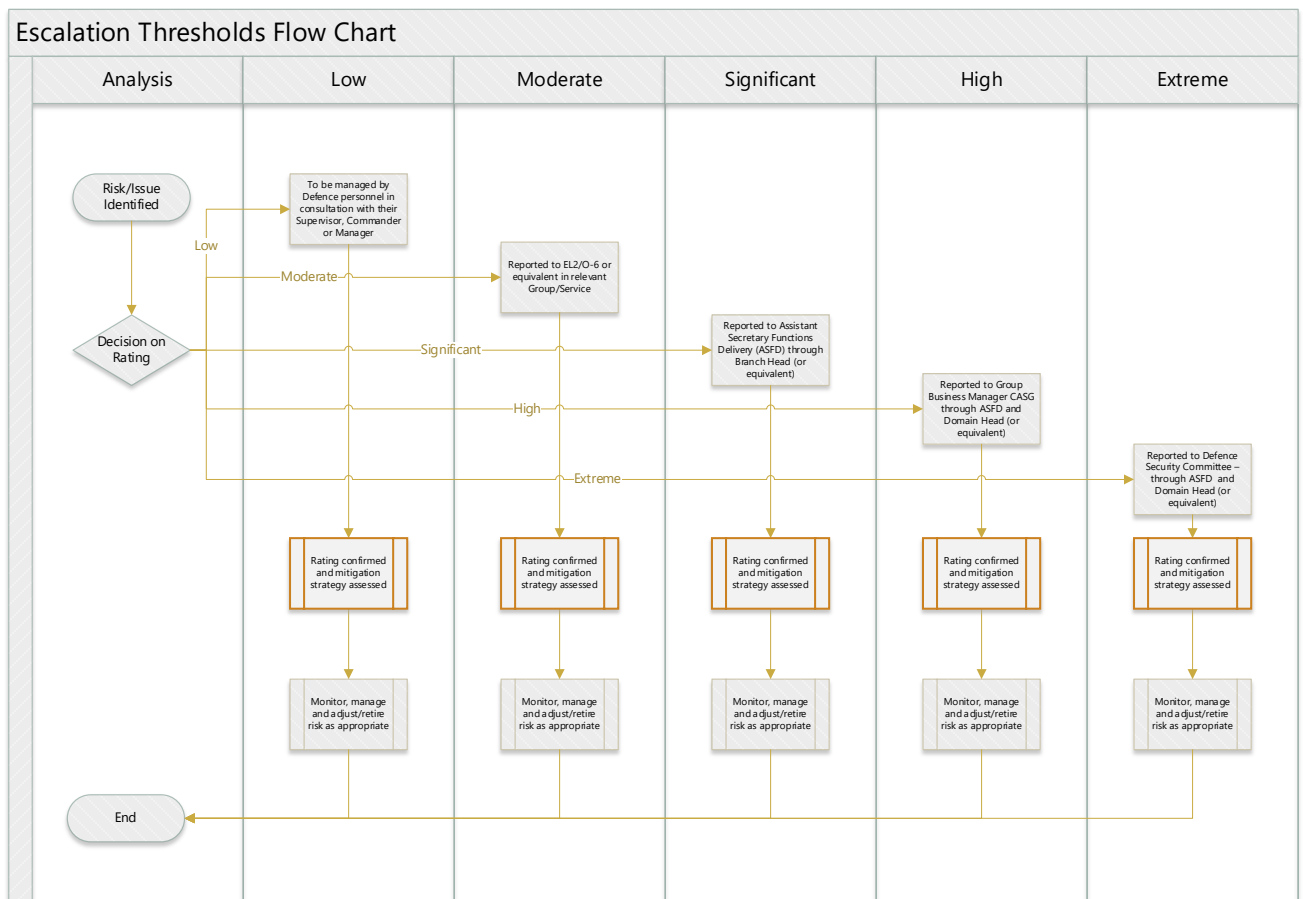 Escalation Thresholds Flow Chart
Analysis
Low
Moderate
Significant
High
Extreme
Risk/Issue
Identified
To be managed by
Defence personnel in
consultation with their
Supervisor, Commander
or Manager
Low
Moderate
Reported to EL2/O-6 or
equivalent in relevant
Group/Service
Decision on
Rating
Significant
Reported to Assistant
Secretary Functions
Delivery (ASFD) through
Branch Head (or
equivalent)
High
Reported to Group
Business Manager CASG
through ASFD and
Domain Head (or
equivalent)
Extreme
Reported to Defence
Security Committee –
through ASFD and
Domain Head (or
equivalent)
Rating confirmed
and mitigation
strategy assessed
Rating confirmed
and mitigation
strategy assessed
Rating confirmed
and mitigation
strategy assessed
Rating confirmed
and mitigation
strategy assessed
Rating confirmed
and mitigation
strategy assessed
Monitor, manage
and adjust/retire
risk as appropriate
Monitor, manage
and adjust/retire
risk as appropriate
Monitor, manage
and adjust/retire
risk as appropriate
Monitor, manage
and adjust/retire
risk as appropriate
Monitor, manage
and adjust/retire
risk as appropriate
End